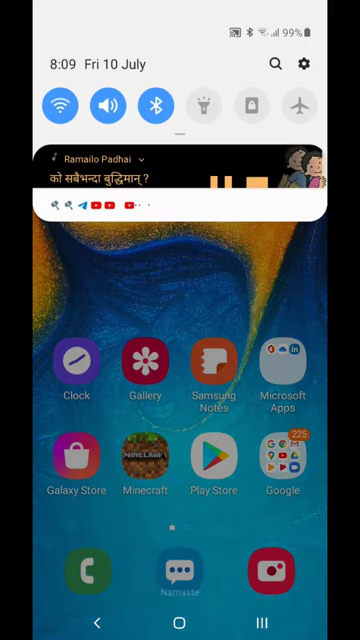 99%
8:09 Fri 10 July
Ramailo Padhai
को सबैभन्दा बुद्धिमान् ?
Clock Gallery Samsung Notes Microsoft Apps
225
MINECRAFT
Galaxy Store Minecraft Play Store Google
Namaste